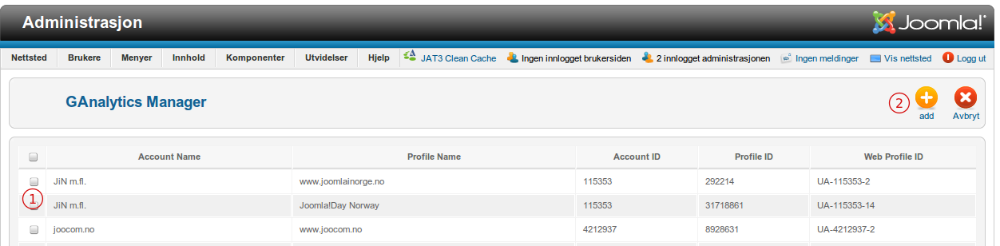 Administrasjon Joomla!®
Nettsted Brukere Menyer Innhold Komponenter Utvidelser Hjelp JAT3 Clean Cache Ingen innlogget brukersiden 2 innlogget administrasjonen Ingen meldinger Vis nettsted Logg ut
GAnalytics Manager 2 add Avbryt
Account Name Profile Name Account ID Profile ID Web Profile ID
JiN m.fl. www.joomlainorge.no 115353 292214 UA-115353-2
1 JiN m.fl. Joomla!Day Norway 115353 31718861 UA-115353-14
joocom.no www.joocom.no 4212937 8928631 UA-4212937-2